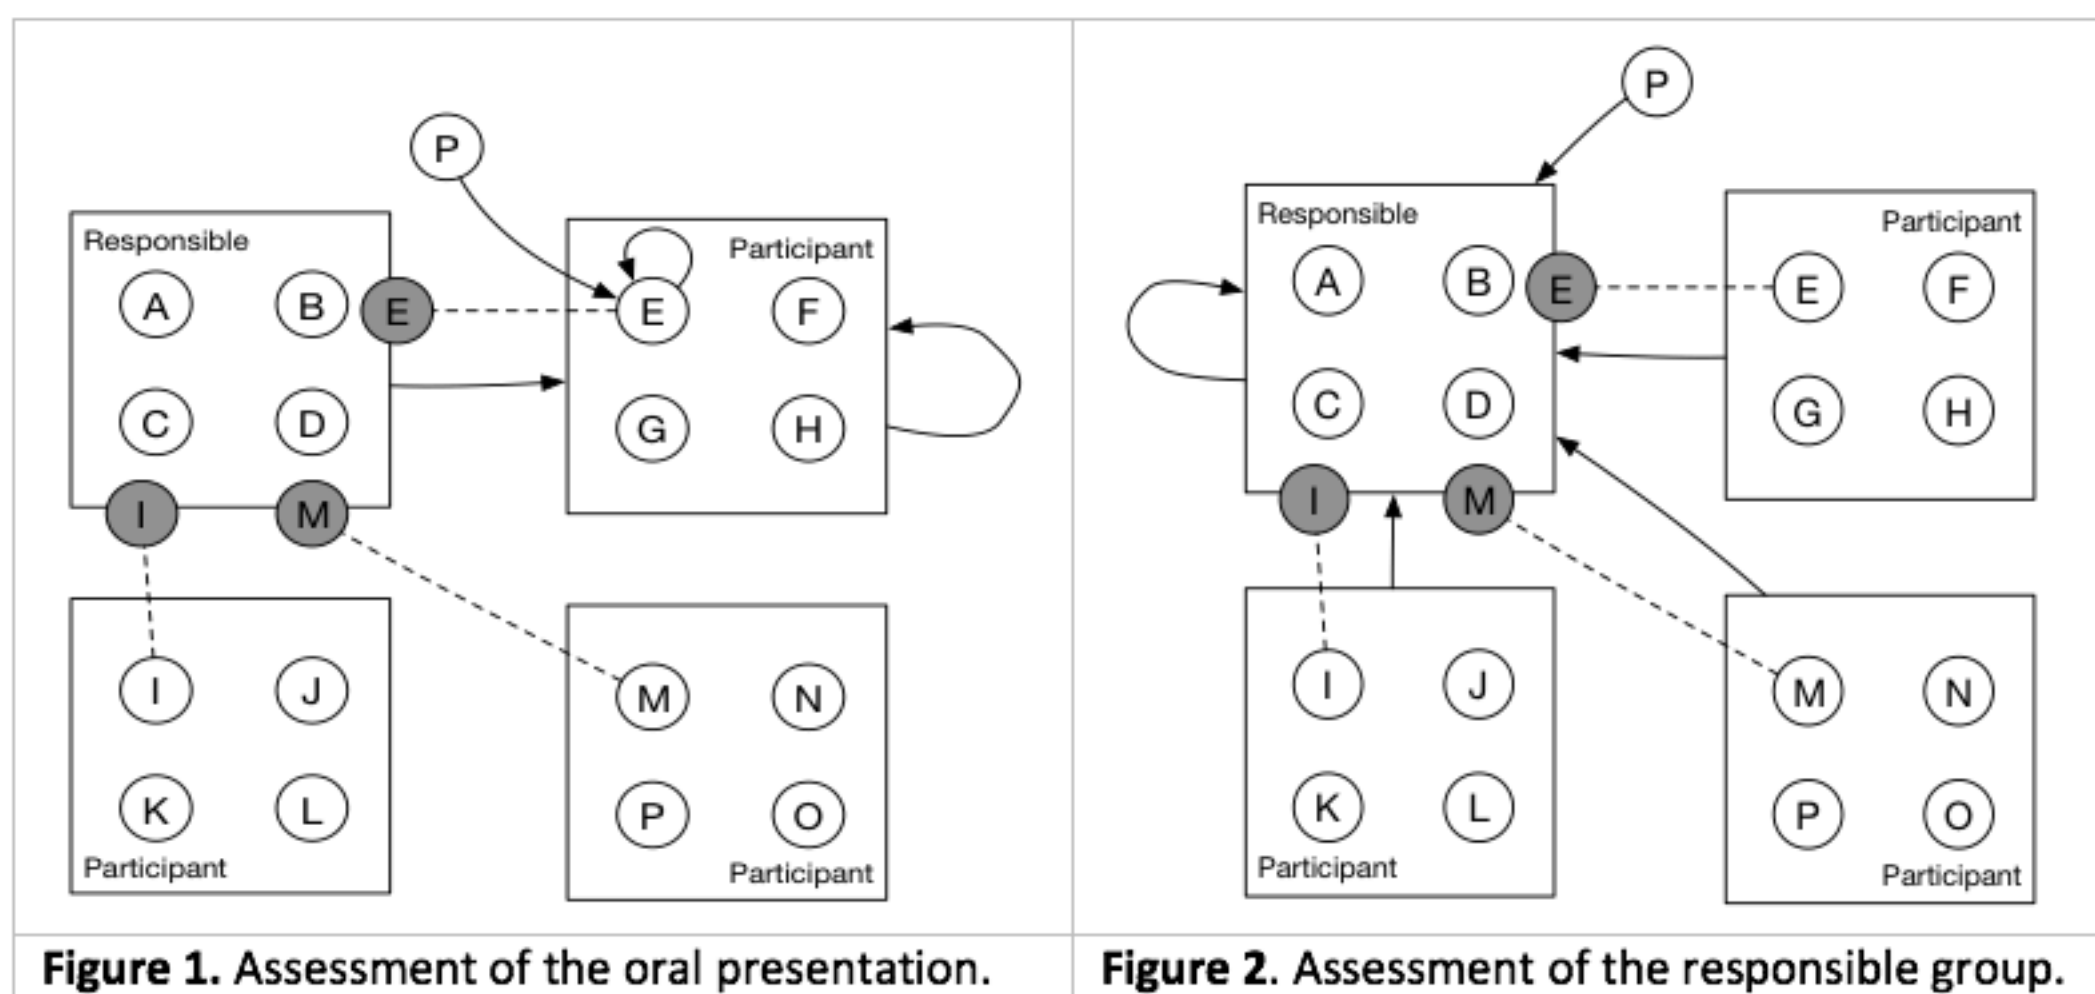 P
Responsible
A B E
C D
I M
Participant
E F
G H
I J
K L
Participant
M N
P O
Participant
Figure 1. Assessment of the oral presentation.
P
Responsible
A B E
C D
I M
Participant
E F
G H
I J
K L
Participant
M N
P O
Participant
Figure 2. Assessment of the responsible group.